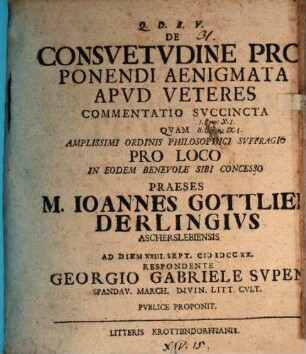 Q. D. B. V.
DE
31.
CONSVETVDINE PRO
PONENDI AENIGMATA
APVD VETERES
COMMENTATIO SVCCINCTA
QVAM
AMPLISSIMI ORDINIS PHILOSOPHICI SVFFRAGIO
PRO LOCO
IN EODEM BENEVOLE SIBI CONCESSO
PRAESES
M. IOANNES GOTTLIEB
DERLINGIVS
ASCHERSLEBIENSIS
AD DIEM XXIII. SEPT. CIƆ IƆCC XX.
RESPONDENTE
GEORGIO GABRIELE SVPEN
SPANDAV. MARCH. DIVIN. LITT. CVLT.
PVBLICE PROPONIT.
LITTERIS KROTTENDORFFIANIS.